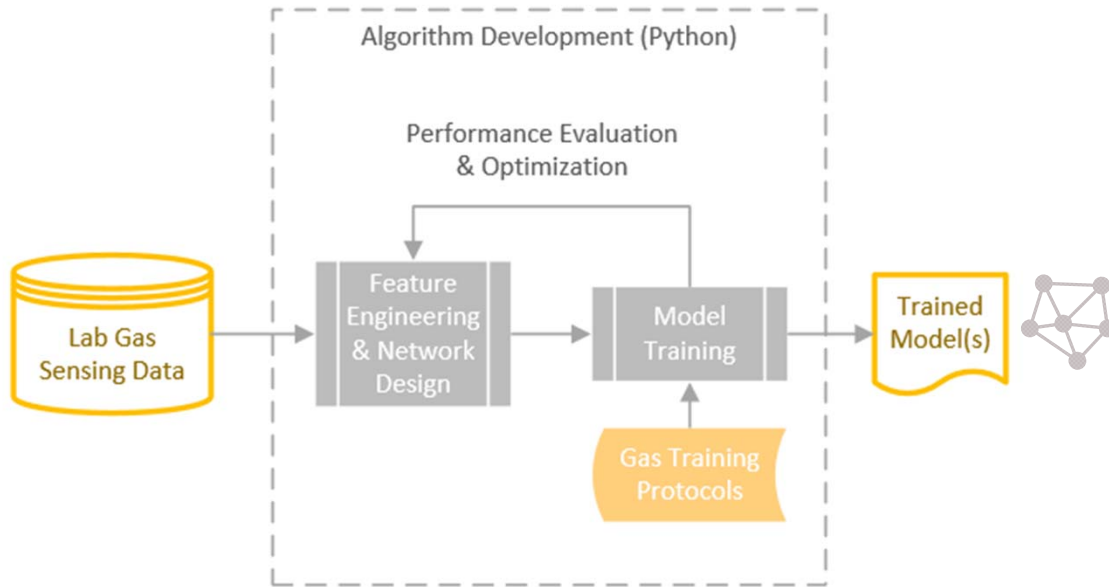 Algorithm Development (Python)
Performance Evaluation
& Optimization
Lab Gas
Sensing Data
Feature
Engineering
& Network
Design
Model
Training
Gas Training
Protocols
Trained
Model(s)